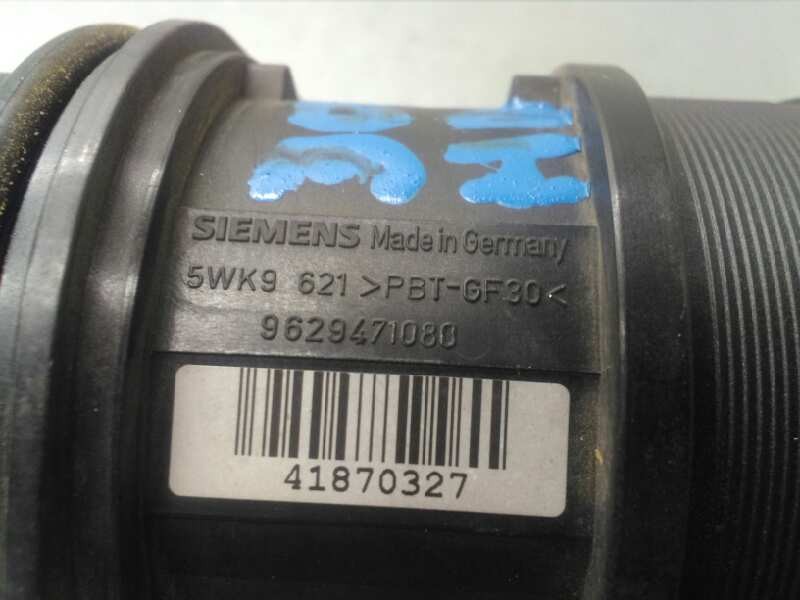 SIEMENS Made in Germany
5WK9 621 >PBT-GF30<
9629471080
41870327